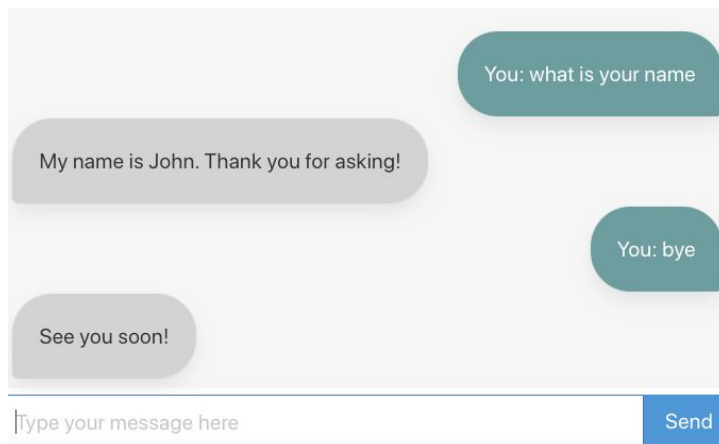 You: what is your name
My name is John. Thank you for asking!
You: bye
See you soon!
Type your message here
Send